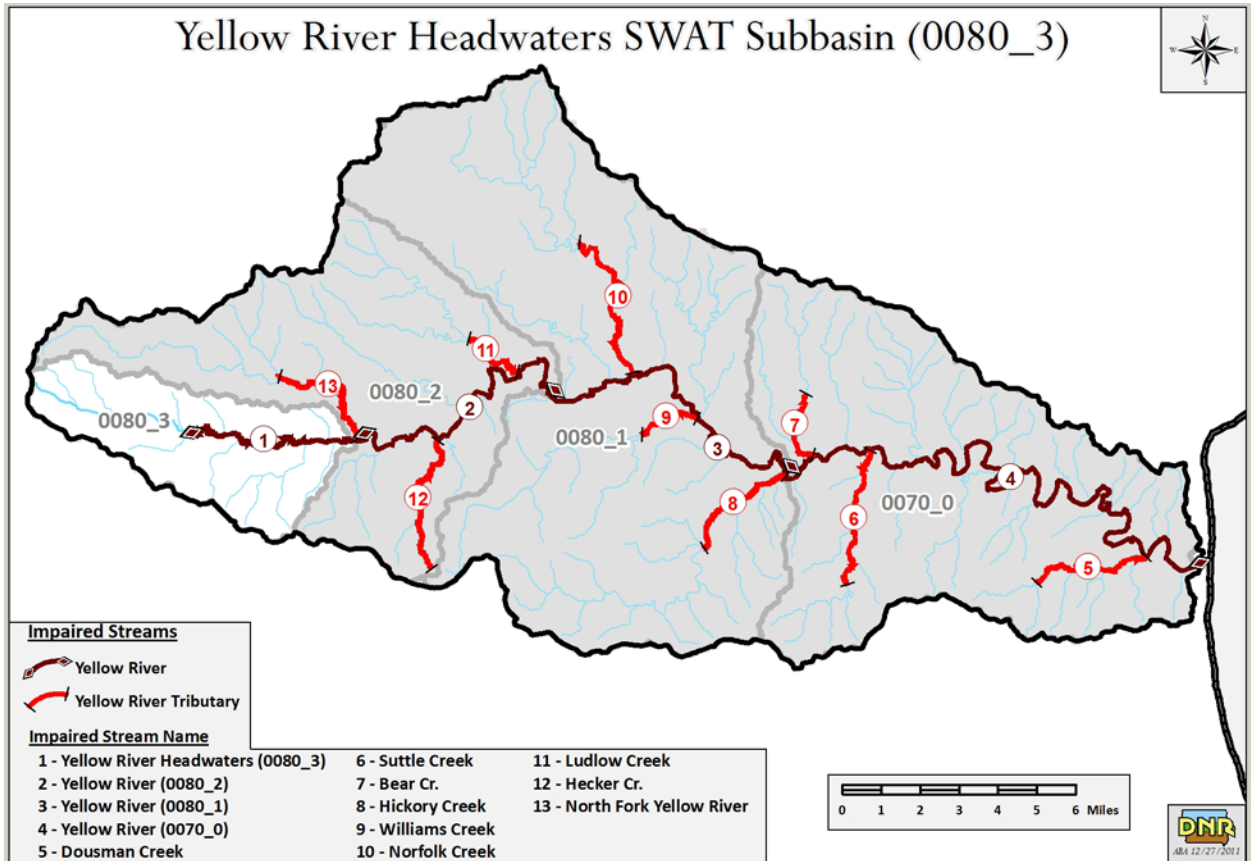 Yellow River Headwaters SWAT Subbasin (0080_3)
N
W E
S
10
11
13
0080_2
2
0080_3
1
9
0080_1
7
3
12
8
6
4
0070_0
5
Impaired Streams
Yellow River
Yellow River Tributary
Impaired Stream Name
1 - Yellow River Headwaters (0080_3)
2 - Yellow River (0080_2)
3 - Yellow River (0080_1)
4 - Yellow River (0070_0)
5 - Dousman Creek
6 - Suttle Creek
7 - Bear Cr.
8 - Hickory Creek
9 - Williams Creek
10 - Norfolk Creek
11 - Ludlow Creek
12 - Hecker Cr.
13 - North Fork Yellow River
0 1 2 3 4 5 6 Miles
DNR
ABA 12/27/2011